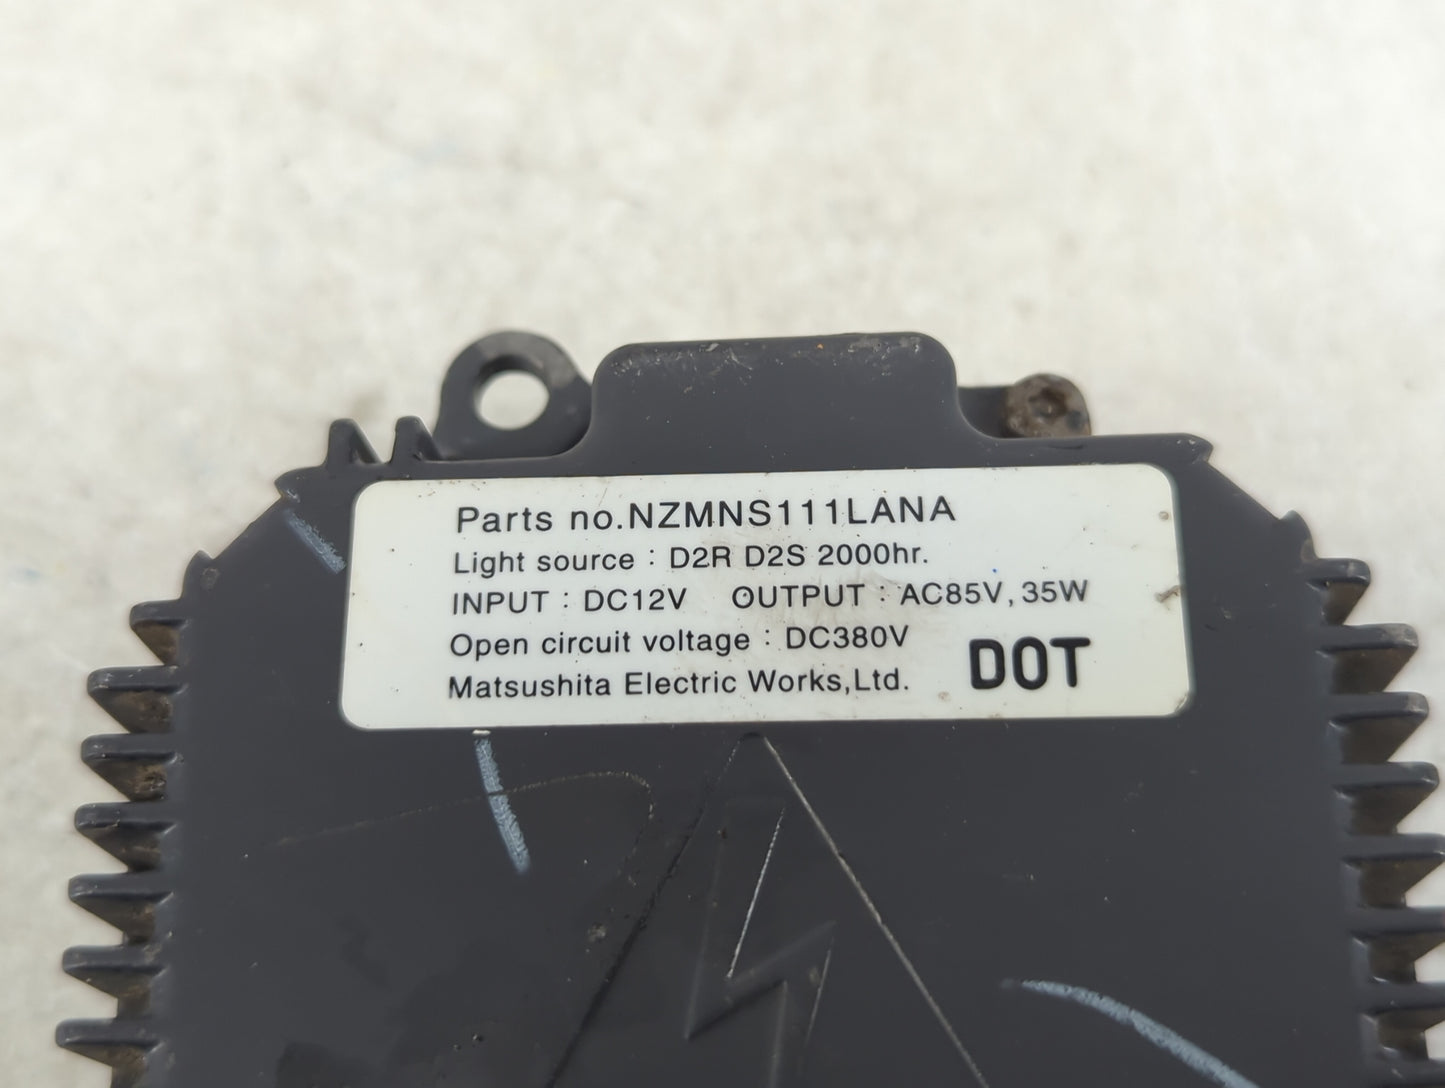 Parts no.NZMNS111LANA
Light source : D2R D2S 2000hr.
INPUT : DC12V OUTPUT : AC85V, 35W
Open circuit voltage : DC380V
Matsushita Electric Works,Ltd. DOT